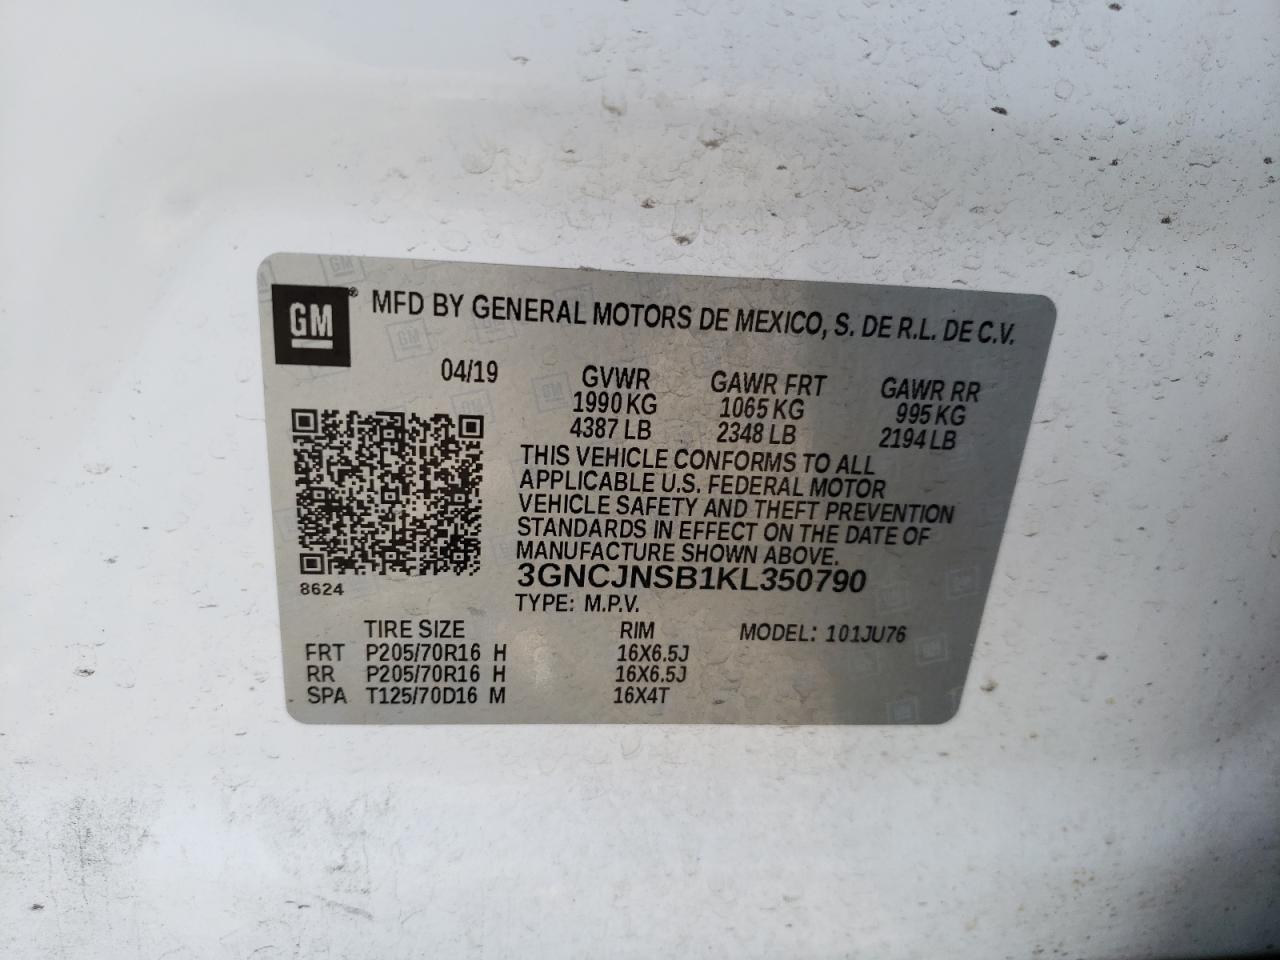 GM® MFD BY GENERAL MOTORS DE MEXICO, S. DE R.L. DE C.V.
04/19 GVWR GAWR FRT GAWR RR
1990 KG 1065 KG 995 KG
4387 LB 2348 LB 2194 LB
THIS VEHICLE CONFORMS TO ALL
APPLICABLE U.S. FEDERAL MOTOR
VEHICLE SAFETY AND THEFT PREVENTION
STANDARDS IN EFFECT ON THE DATE OF
MANUFACTURE SHOWN ABOVE.
3GNCJNSB1KL350790
8624
TYPE: M.P.V.
TIRE SIZE RIM MODEL: 101JU76
FRT P205/70R16 H 16X6.5J
RR P205/70R16 H 16X6.5J
SPA T125/70D16 M 16X4T